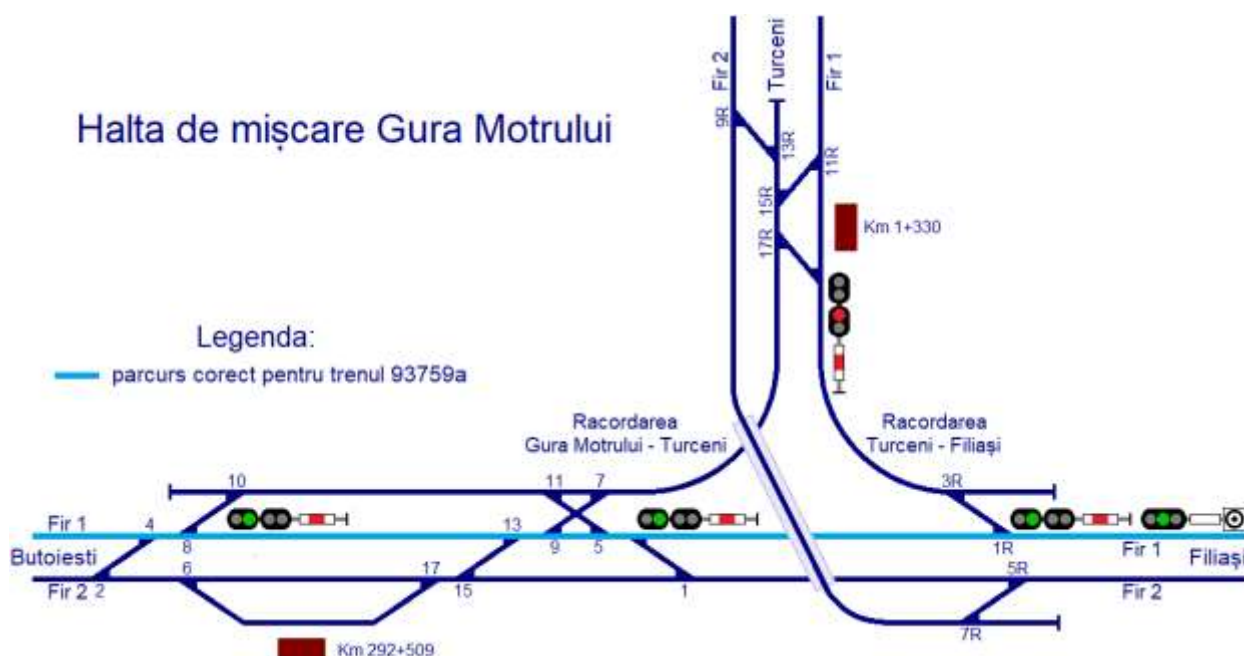 Fir 2
Turceni
Fir 1
Halta de mișcare Gura Motrului
9R
13R
11R
15R
17R
Km 1+330
Legenda:
parcurs corect pentru trenul 93759a
Racordarea
Gura Motrului - Turceni
Racordarea
Turceni - Filiași
10
11
7
3R
Fir 1
4
8
13
9
5
1R
Fir 1
Butoiesti
Filiași
6
17
5R
Fir 2
2
15
1
Fir 2
7R
Km 292+509